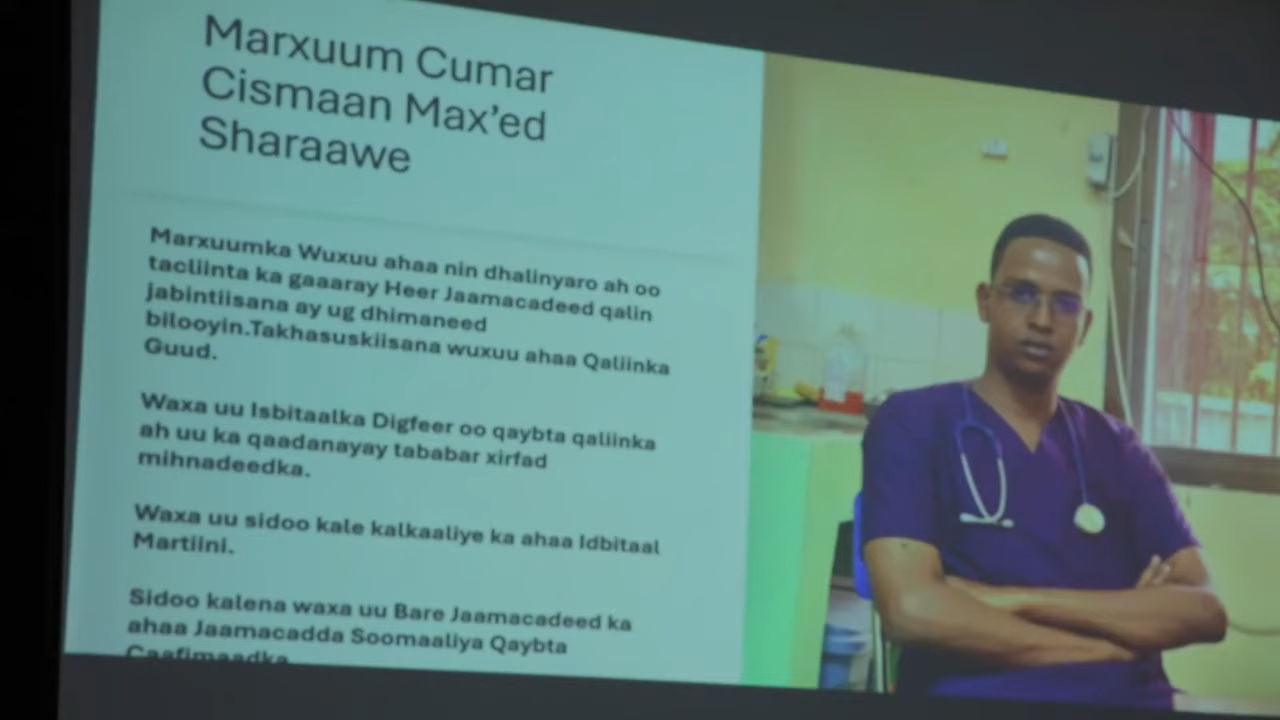 Marxuum Cumar
Cismaan Max’ed
Sharaawe
Marxuumka Wuxuu ahaa nin dhalinyaro ah oo
tacliinta ka gaaaray Heer Jaamacadeed qalin
jabintiisana ay ug dhimaneed
bilooyin.Takhasuskiisana wuxuu ahaa Qaliinka
Guud.
Waxa uu Isbitaalka Digfeer oo qaybta qaliinka
ah uu ka qaadanayay tababar xirfad
mihnadeedka.
Waxa uu sidoo kale kalkaaliye ka ahaa Idbitaal
Martiini.
Sidoo kalena waxa uu Bare Jaamacadeed ka
ahaa Jaamacadda Soomaaliya Qaybta
Caafimaadka